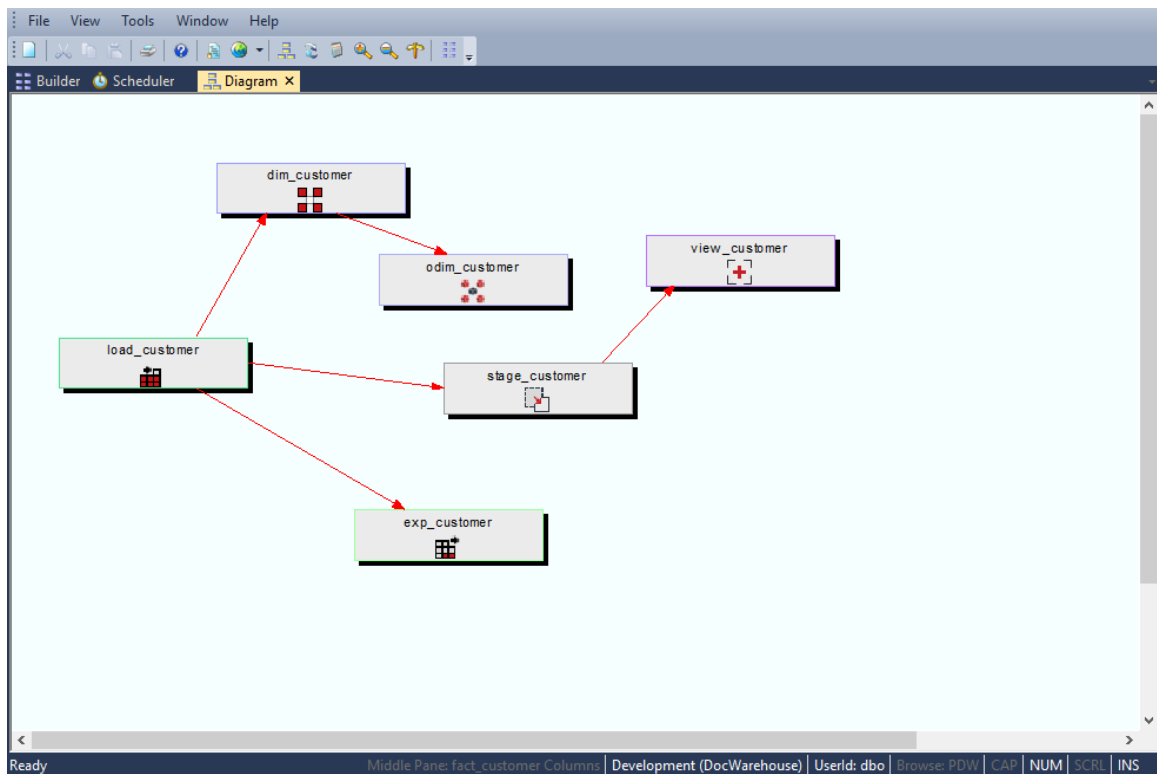 File View Tools Window Help
Builder Scheduler Diagram
dim_customer
view_customer
odim_customer
load_customer
stage_customer
exp_customer
Ready Middle Pane: fact_customer Columns Development (DocWarehouse) UserId: dbo Browse: PDW CAP NUM SCRL INS